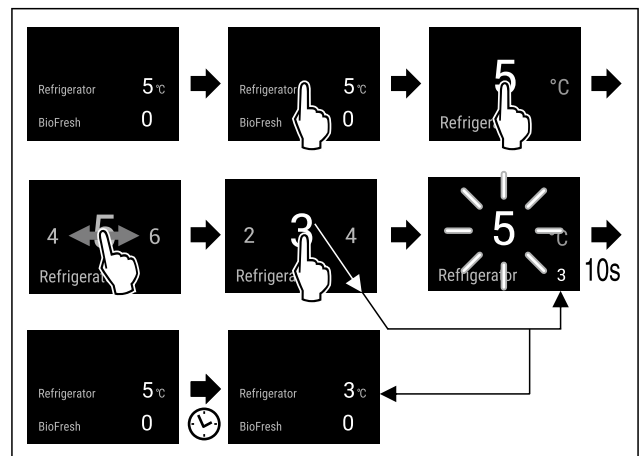 Refrigerator 5 °C
BioFresh 0
Refrigerator 5 °C
BioFresh 0
5 °C
4 5 6
2 3 4
5 °C
Refrigerator 3
10s
Refrigerator 5 °C
BioFresh 0
Refrigerator 3 °C
BioFresh 0